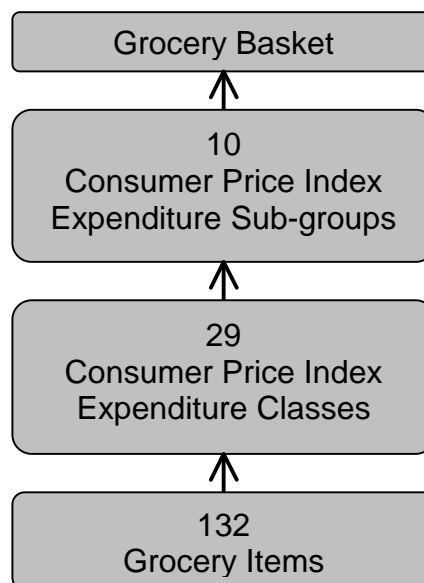 Grocery Basket
10
Consumer Price Index
Expenditure Sub-groups
29
Consumer Price Index
Expenditure Classes
132
Grocery Items